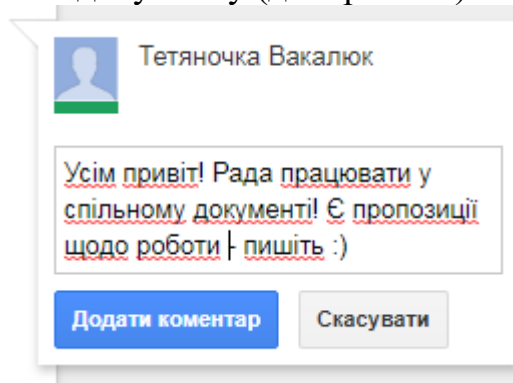 Тетяночка Вакалюк
Усім привіт! Рада працювати у
спільному документі! Є пропозиції
щодо роботи - пишіть :)
Додати коментар
Скасувати